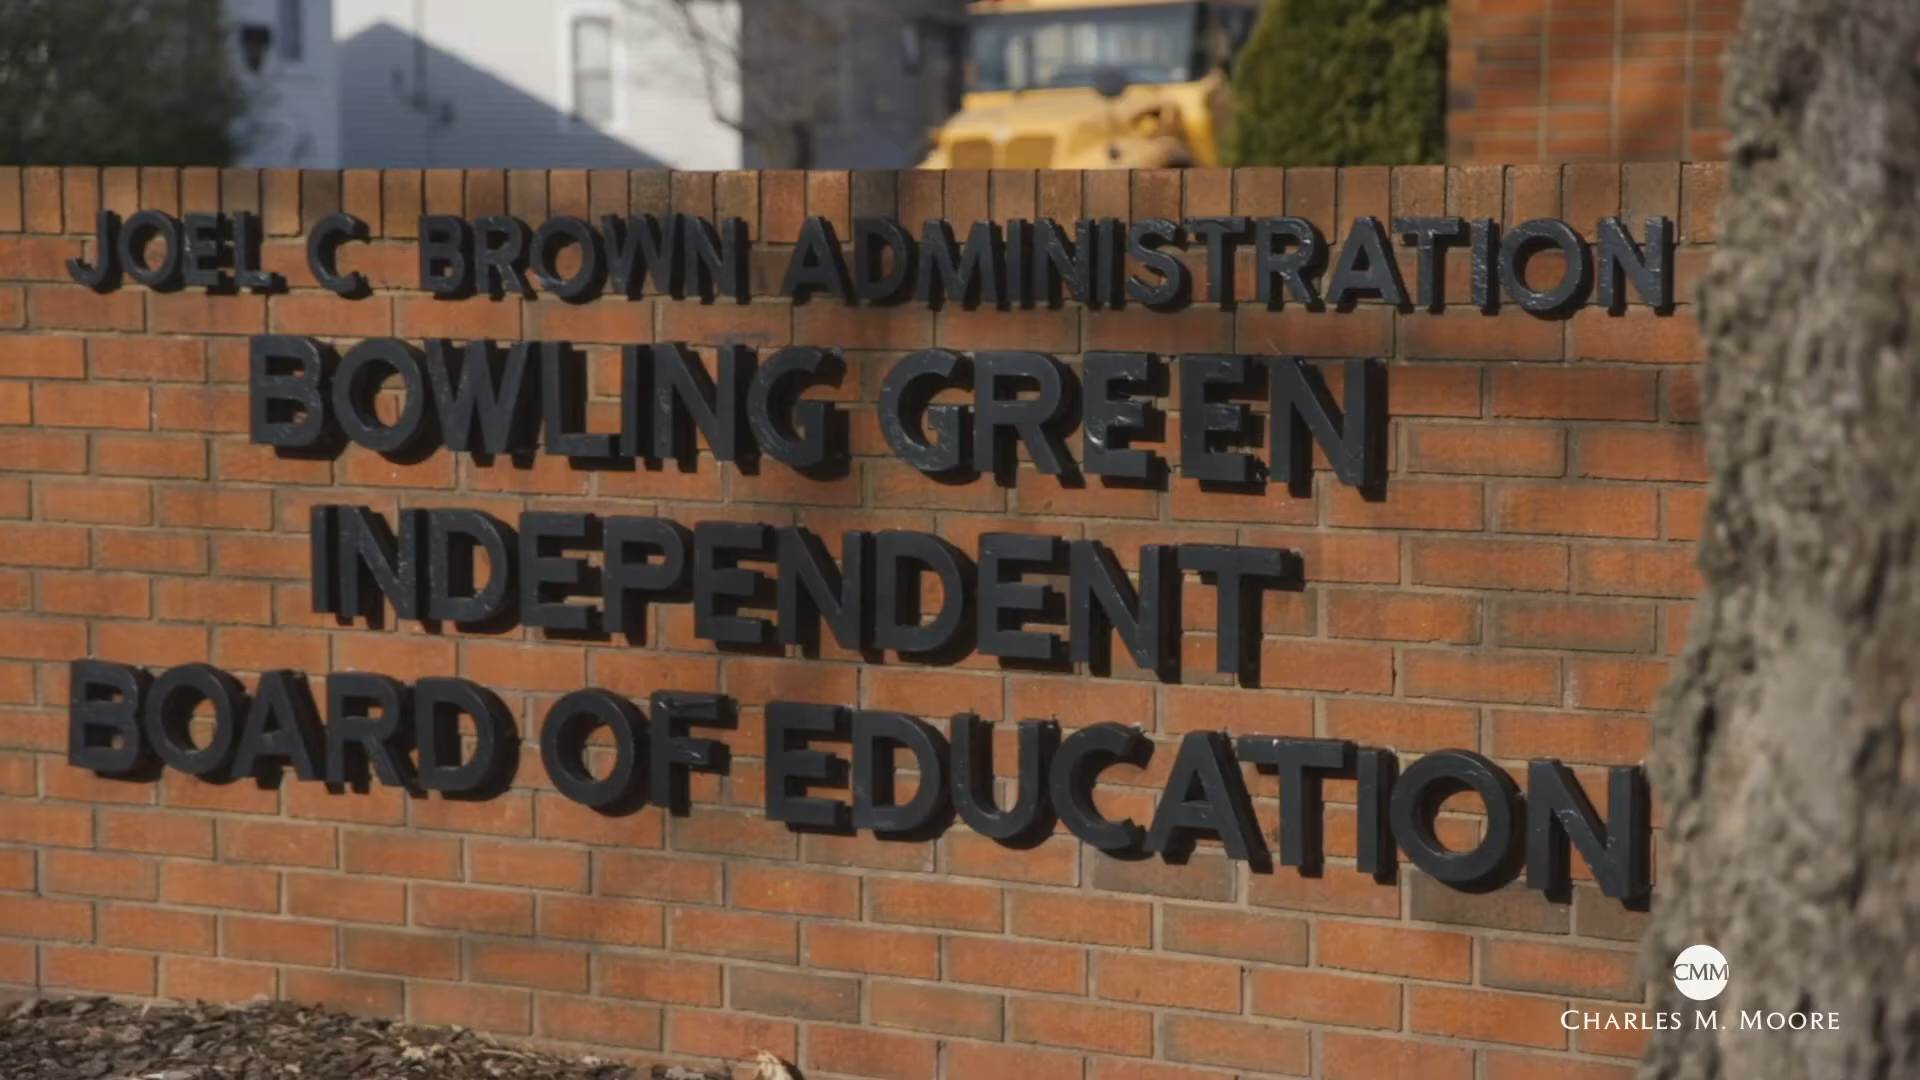 JOEL C BROWN ADMINISTRATION
BOWLING GREEN
INDEPENDENT
BOARD OF EDUCATION
CMM
CHARLES M. MOORE